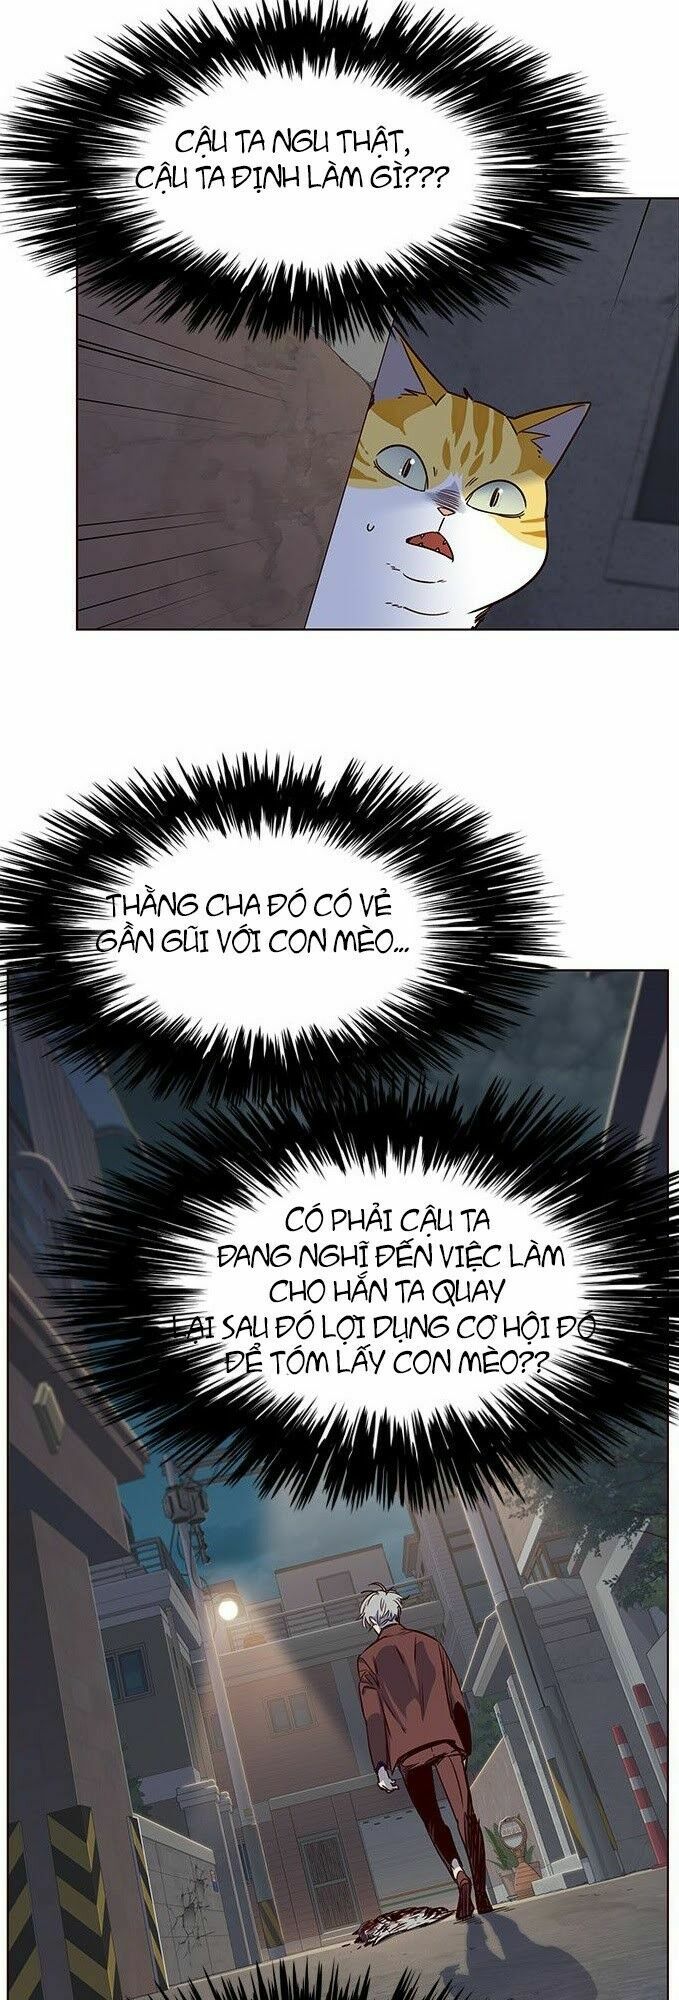 CẬU TA NGU THẬT,
CẬU TA ĐỊNH LÀM GÌ???
THẰNG CHA ĐÓ CÓ VẺ
GẦN GŨI VỚI CON MÈO...
CÓ PHẢI CẬU TA
ĐANG NGHĨ ĐẾN VIỆC LÀM
CHO HẮN TA QUAY
LẠI SAU ĐÓ LỢI DỤNG CƠ HỘI ĐÓ
ĐỂ TÓM LẤY CON MÈO??